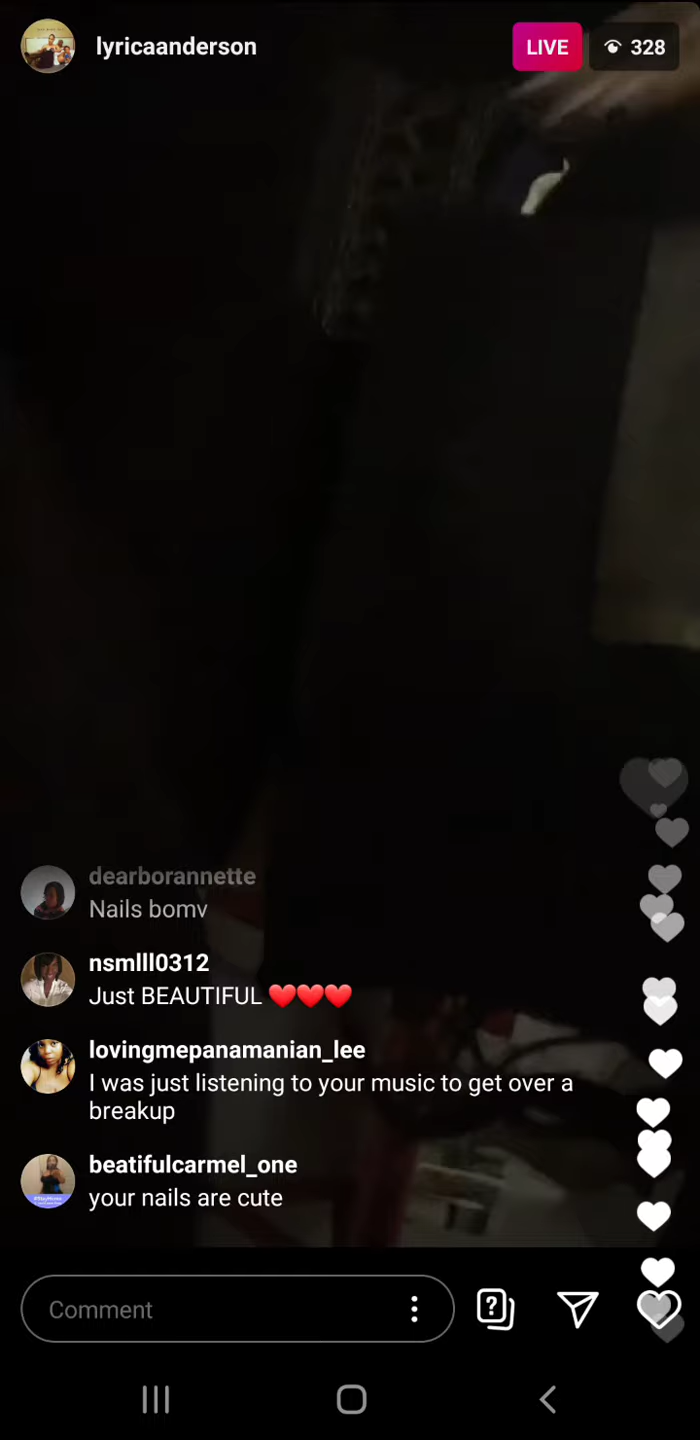 lyricaanderson
LIVE
328
dearborannette
Nails bomv
nsmlll0312
Just BEAUTIFUL ❤️❤️❤️
lovingmepanamanian_lee
I was just listening to your music to get over a
breakup
beatifulcarmel_one
your nails are cute
Comment